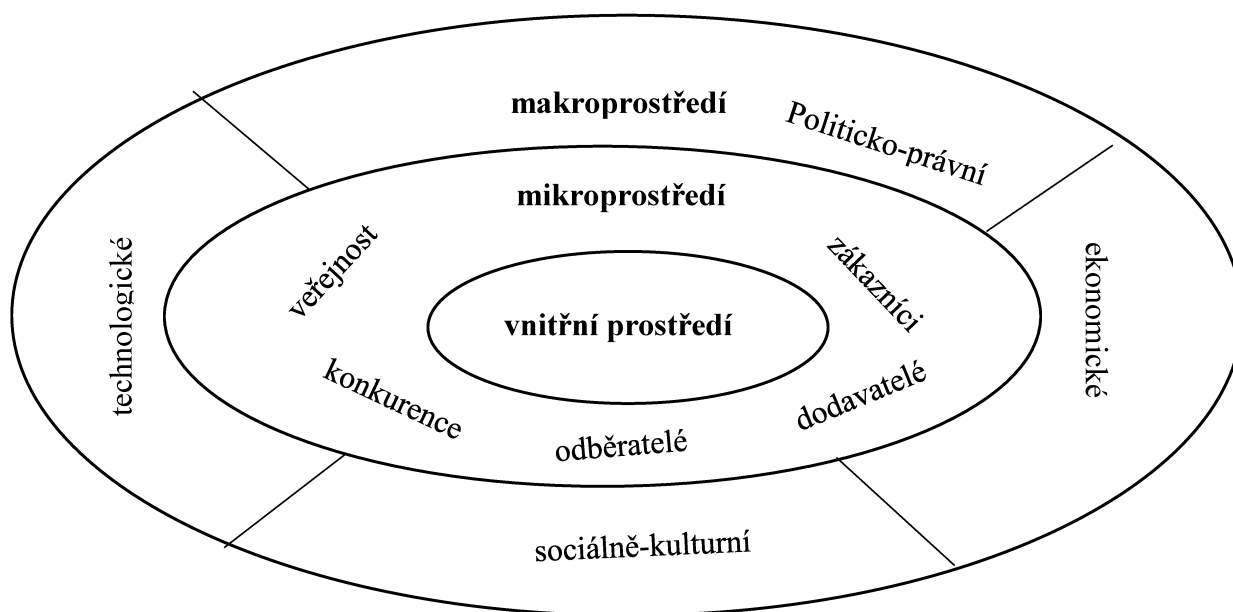 makroprostředí
Politicko-právní
mikroprostředí
veřejnost
zákazníci
technologické
ekonomické
vnitřní prostředí
konkurence
dodavatelé
odběratelé
sociálně-kulturní